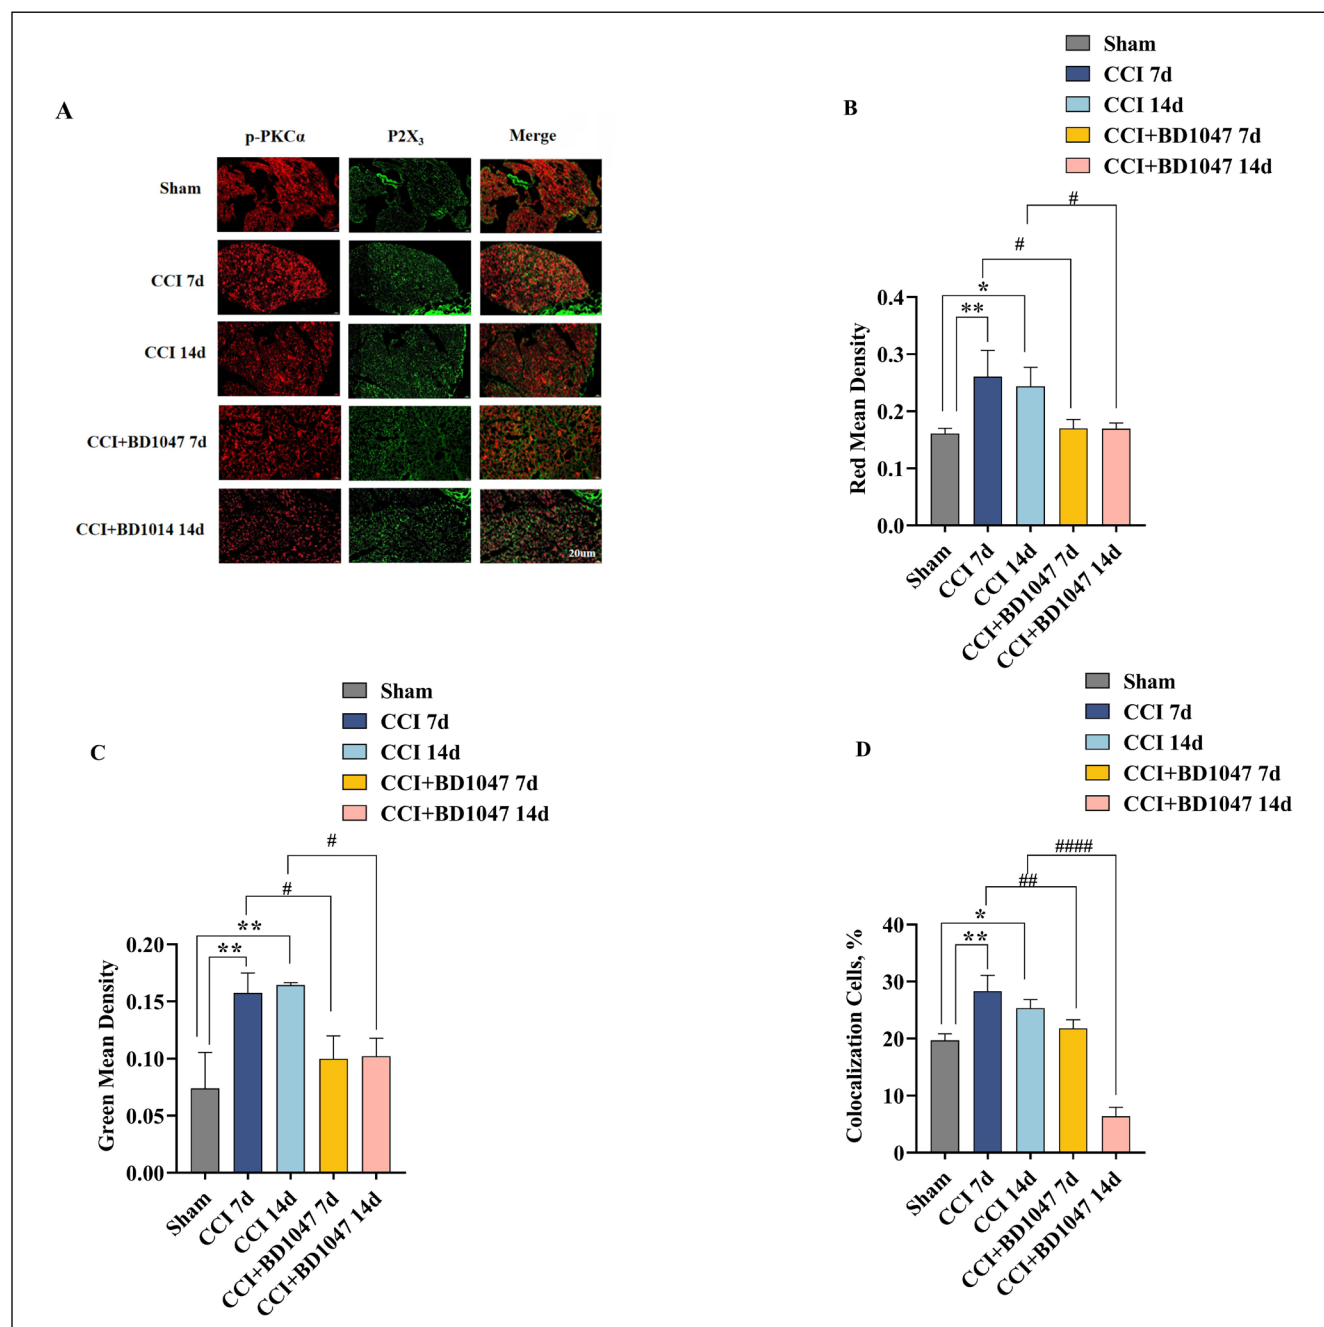 A
p-PKCα P2X3 Merge
Sham
CCI 7d
CCI 14d
CCI+BD1047 7d
CCI+BD1014 14d
20um
B
Sham
CCI 7d
CCI 14d
CCI+BD1047 7d
CCI+BD1047 14d
#
#
*
**
Red Mean Density
0.4
0.3
0.2
0.1
0.0
Sham
CCI 7d
CCI 14d
CCI+BD1047 7d
CCI+BD1047 14d
C
Sham
CCI 7d
CCI 14d
CCI+BD1047 7d
CCI+BD1047 14d
#
#
**
**
Green Mean Density
0.20
0.15
0.10
0.05
0.00
Sham
CCI 7d
CCI 14d
CCI+BD1047 7d
CCI+BD1047 14d
D
Sham
CCI 7d
CCI 14d
CCI+BD1047 7d
CCI+BD1047 14d
####
##
*
**
Colocalization Cells, %
40
30
20
10
0
Sham
CCI 7d
CCI 14d
CCI+BD1047 7d
CCI+BD1047 14d